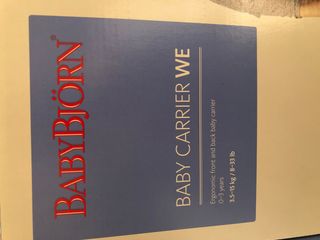 BABYBJÖRN®
BABY CARRIER WE
Ergonomic front and back baby carrier
0–3 years
3.5–15 kg / 8–33 lb